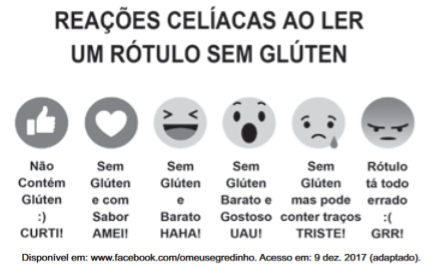 REAÇÕES CELÍACAS AO LER
UM RÓTULO SEM GLÚTEN
Não
Contém
Glúten
:)
CURTI!
Sem
Glúten
e com
Sabor
AMEI!
Sem
Glúten
e
Barato
HAHA!
Sem
Glúten
Barato e
Gostoso
UAU!
Sem
Glúten
mas pode
conter traços
TRISTE!
Rótulo
tá todo
errado
:(
GRR!
Disponível em: www.facebook.com/omeusegredinho. Acesso em: 9 dez. 2017 (adaptado).